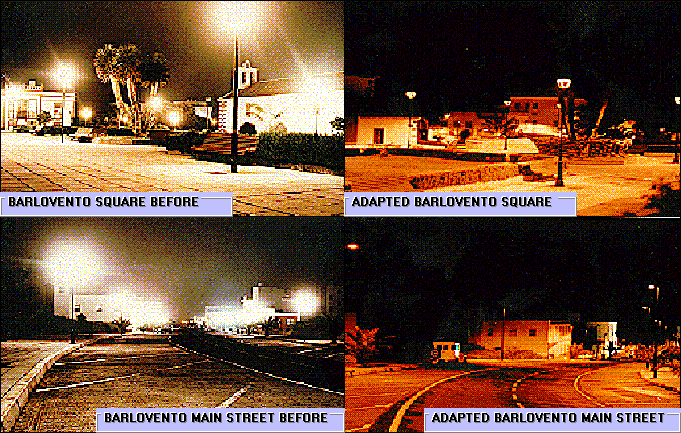 BARLOVENTO SQUARE BEFORE
ADAPTED BARLOVENTO SQUARE
BARLOVENTO MAIN STREET BEFORE
ADAPTED BARLOVENTO MAIN STREET